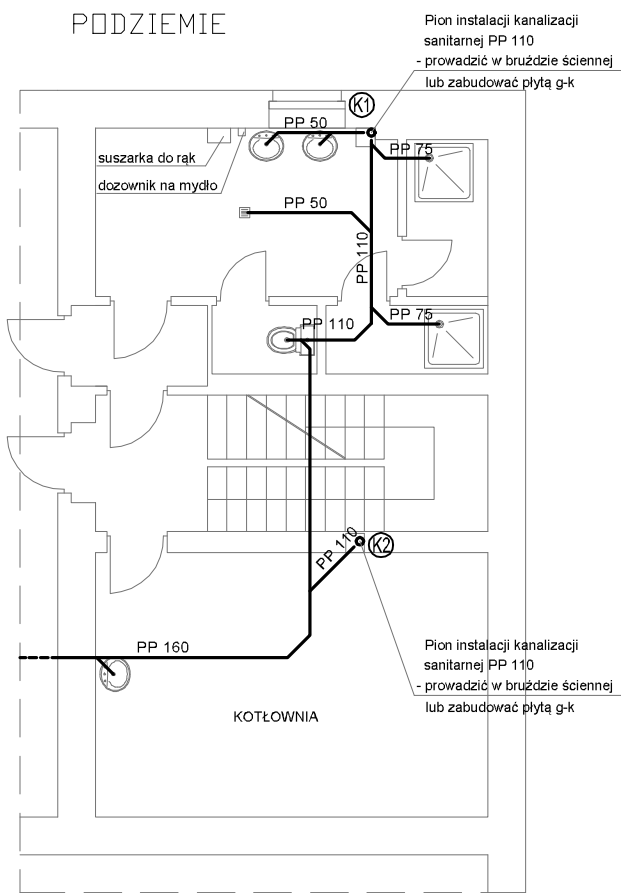 PODZIEMIE
Pion instalacji kanalizacji
sanitarnej PP 110
- prowadzić w bruździe ściennej
lub zabudować płytą g-k
K1
PP 50
PP 75
suszarka do rąk
dozownik na mydło
PP 50
PP 110
PP 75
PP 110
PP 110
K2
PP 160
Pion instalacji kanalizacji
sanitarnej PP 110
- prowadzić w bruździe ściennej
lub zabudować płytą g-k
KOTŁOWNIA